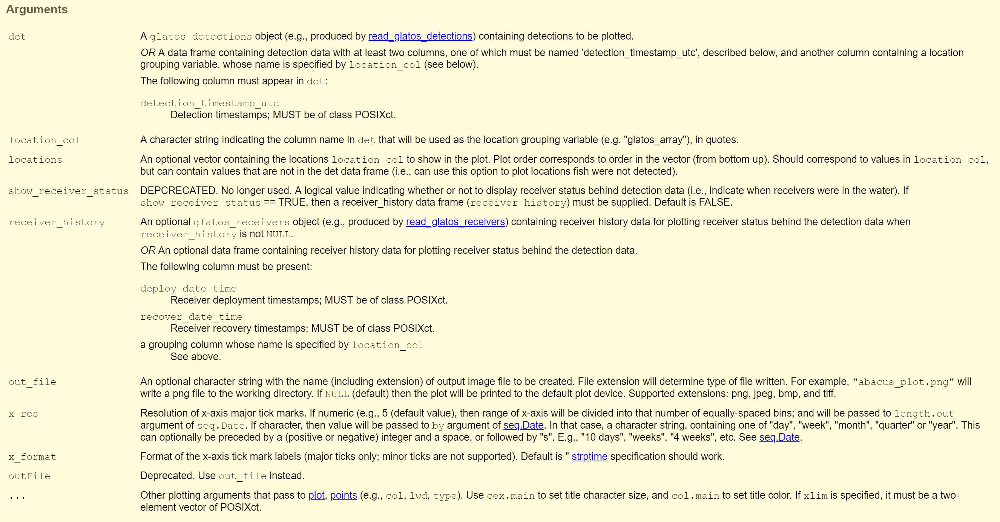 Arguments
det A glatos_detections object (e.g., produced by read_glatos_detections) containing detections to be plotted.
OR A data frame containing detection data with at least two columns, one of which must be named 'detection_timestamp_utc', described below, and another column containing a location
grouping variable, whose name is specified by location_col (see below).
The following column must appear in det:
detection_timestamp_utc
Detection timestamps; MUST be of class POSIXct.
location_col A character string indicating the column name in det that will be used as the location grouping variable (e.g. "glatos_array"), in quotes.
locations An optional vector containing the locations location_col to show in the plot. Plot order corresponds to order in the vector (from bottom up). Should correspond to values in location_col,
but can contain values that are not in the det data frame (i.e., can use this option to plot locations fish were not detected).
show_receiver_status DEPCRECATED. No longer used. A logical value indicating whether or not to display receiver status behind detection data (i.e., indicate when receivers were in the water). If
show_receiver_status == TRUE, then a receiver_history data frame (receiver_history) must be supplied. Default is FALSE.
receiver_history An optional glatos_receivers object (e.g., produced by read_glatos_receivers) containing receiver history data for plotting receiver status behind the detection data when
receiver_history is not NULL.
OR An optional data frame containing receiver history data for plotting receiver status behind the detection data.
The following column must be present:
deploy_date_time
Receiver deployment timestamps; MUST be of class POSIXct.
recover_date_time
Receiver recovery timestamps; MUST be of class POSIXct.
a grouping column whose name is specified by location_col
See above.
out_file An optional character string with the name (including extension) of output image file to be created. File extension will determine type of file written. For example, "abacus_plot.png" will
write a png file to the working directory. If NULL (default) then the plot will be printed to the default plot device. Supported extensions: png, jpeg, bmp, and tiff.
x_res Resolution of x-axis major tick marks. If numeric (e.g., 5 (default value), then range of x-axis will be divided into that number of equally-spaced bins; and will be passed to length.out
argument of seq.Date. If character, then value will be passed to by argument of seq.Date. In that case, a character string, containing one of "day", "week", "month", "quarter" or "year". This
can optionally be preceded by a (positive or negative) integer and a space, or followed by "s". E.g., "10 days", "weeks", "4 weeks", etc. See seq.Date.
x_format Format of the x-axis tick mark labels (major ticks only; minor ticks are not supported). Default is " strptime specification should work.
outFile Deprecated. Use out_file instead.
... Other plotting arguments that pass to plot, points (e.g., col, lwd, type). Use cex.main to set title character size, and col.main to set title color. If xlim is specified, it must be a two-
element vector of POSIXct.